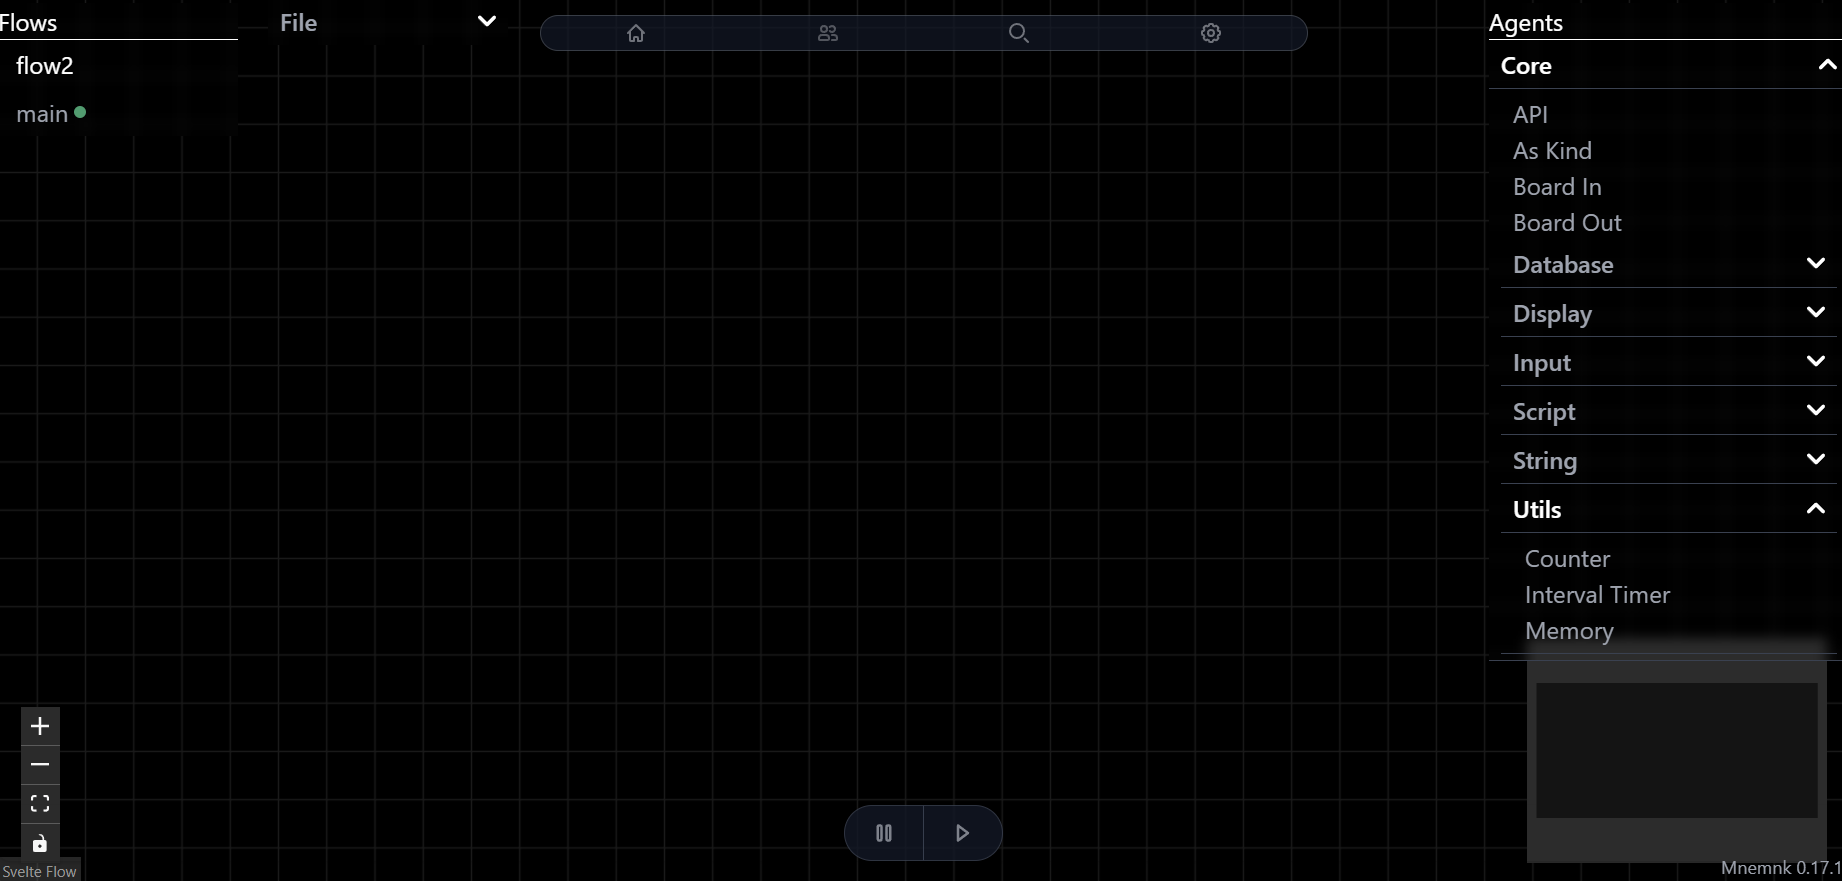 Flows
flow2
main
File
Agents
Core
API
As Kind
Board In
Board Out
Database
Display
Input
Script
String
Utils
Counter
Interval Timer
Memory
Svelte Flow
Mnemnk 0.17.1